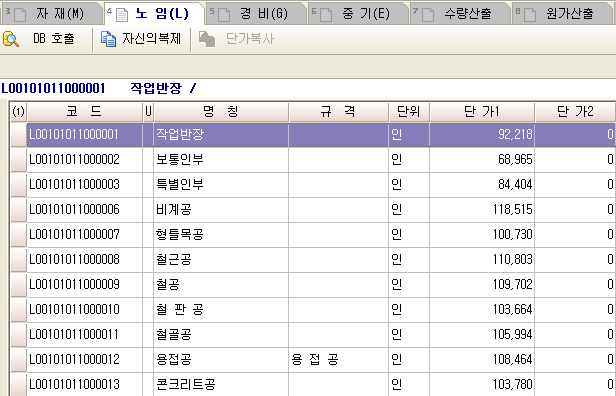 3 자 재(M) 4 노 임(L) 5 경 비(G) 6 중 기(E) 7 수량산출 8 원가산출
DB 호출 자신의복제 단가복사
L00101011000001 작업반장 /
(1) 코 드 U 명 칭 규 격 단위 단 가1 단 가2
L00101011000001 작업반장 인 92,218 0
L00101011000002 보통인부 인 68,965 0
L00101011000003 특별인부 인 84,404 0
L00101011000006 비계공 인 118,515 0
L00101011000007 형틀목공 인 100,730 0
L00101011000008 철근공 인 110,803 0
L00101011000009 철공 인 109,702 0
L00101011000010 철 판 공 인 103,664 0
L00101011000011 철골공 인 105,994 0
L00101011000012 용접공 용 접 공 인 108,464 0
L00101011000013 콘크리트공 인 103,780 0